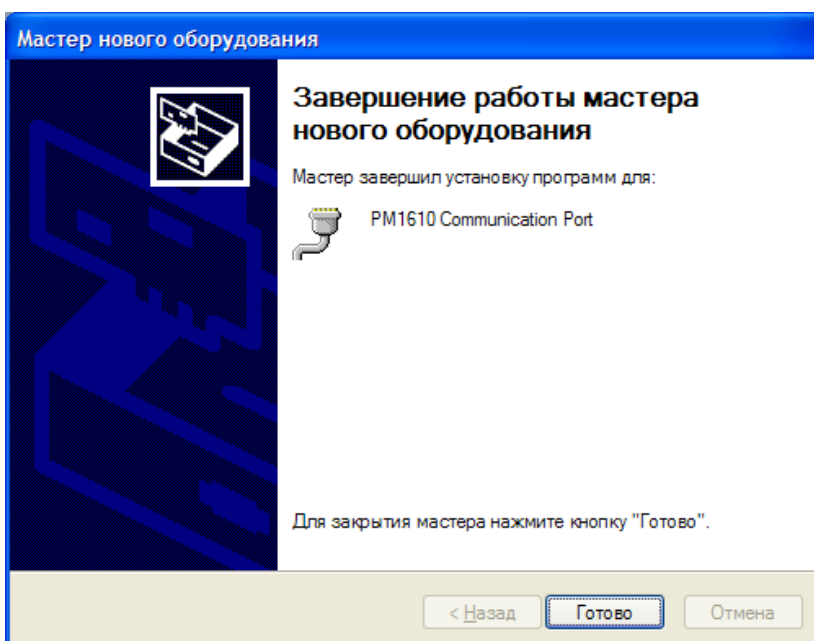 Мастер нового оборудования
Завершение работы мастера
нового оборудования
Мастер завершил установку программ для:
PM1610 Communication Port
Для закрытия мастера нажмите кнопку "Готово".
< Назад
Готово
Отмена